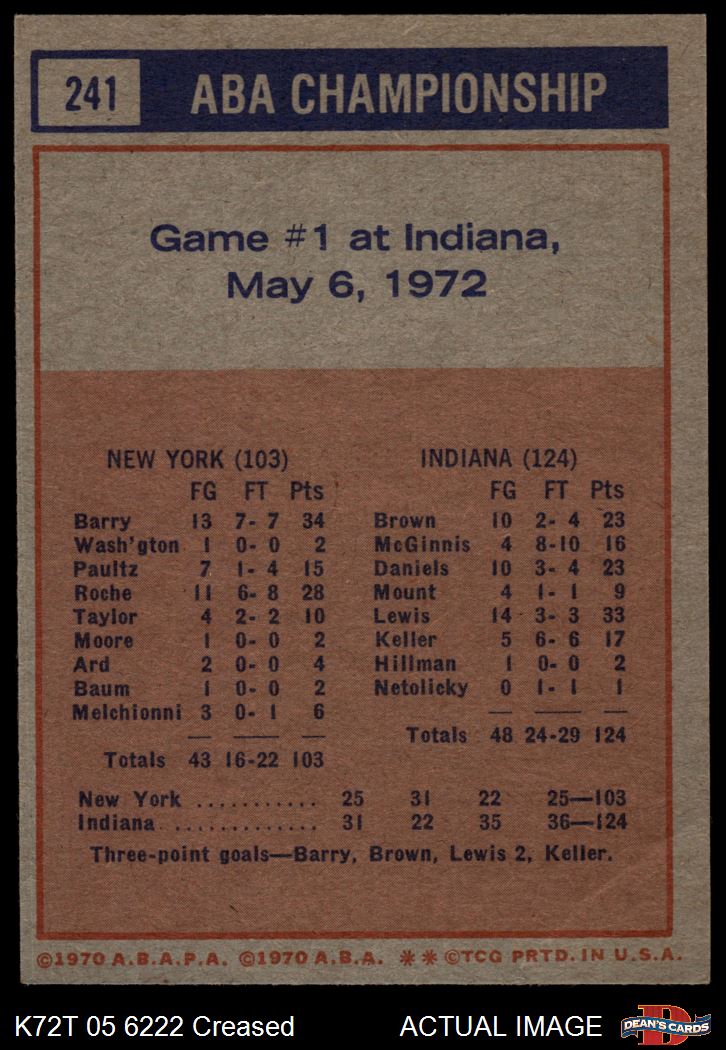 241 ABA CHAMPIONSHIP
Game #1 at Indiana,
May 6, 1972
NEW YORK (103)
FG FT Pts
Barry 13 7- 7 34
Wash'gton 1 0- 0 2
Paultz 7 1- 4 15
Roche 11 6- 8 28
Taylor 4 2- 2 10
Moore 1 0- 0 2
Ard 2 0- 0 4
Baum 1 0- 0 2
Melchionni 3 0- 1 6
Totals 43 16-22 103
INDIANA (124)
FG FT Pts
Brown 10 2- 4 23
McGinnis 4 8-10 16
Daniels 10 3- 4 23
Mount 4 1- 1 9
Lewis 14 3- 3 33
Keller 5 6- 6 17
Hillman 1 0- 0 2
Netolicky 0 1- 1 1
Totals 48 24-29 124
New York ........... 25 31 22 25—103
Indiana ............. 31 22 35 36—124
Three-point goals—Barry, Brown, Lewis 2, Keller.
©1970 A.B.A.P.A. ©1970 A.B.A. ** ©TCG PRTD. IN U.S.A.
K72T 05 6222 Creased ACTUAL IMAGE
D
DEAN'S CARDS